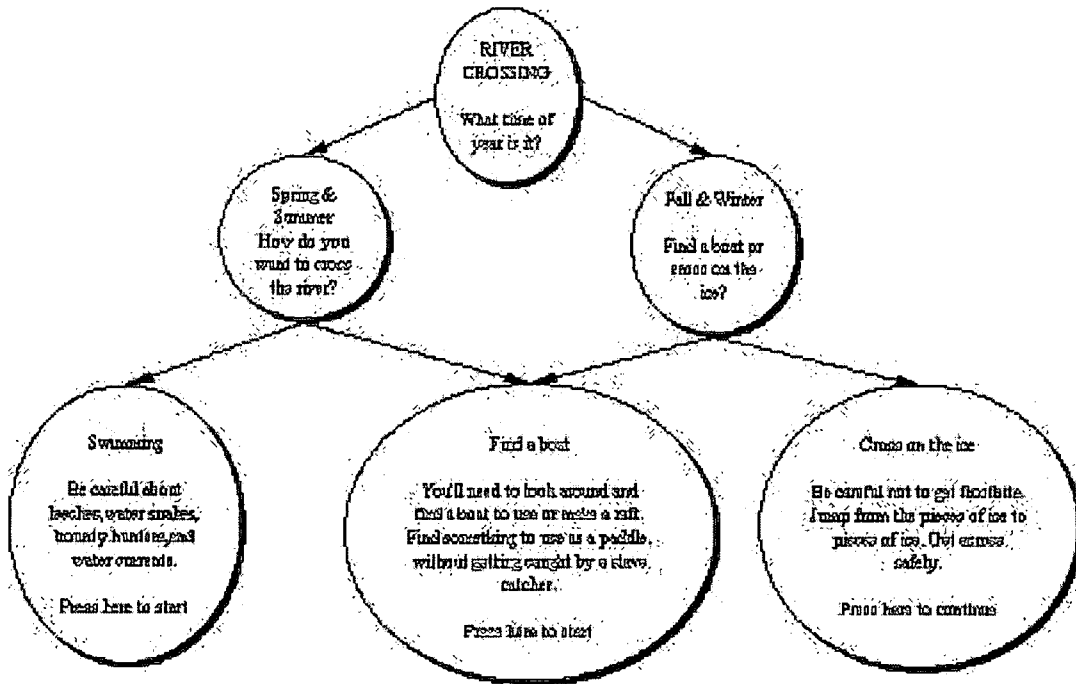 RIVER
CROSSING
What time of
year is it?
Spring &
Summer
How do you
want to cross
the river?
Fall & Winter
Find a boat or
cross on the
ice?
Swimming
Be careful about
leeches, water snakes,
bounty hunters, and
water currents.
Press here to start
Find a boat
You'll need to look around and
find a boat to use or make a raft.
Find something to use as a paddle,
without getting caught by a slave
catcher.
Press here to start
Cross on the ice
Be careful not to get frostbite.
Jump from the pieces of ice to
pieces of ice. Get across
safely.
Press here to continue